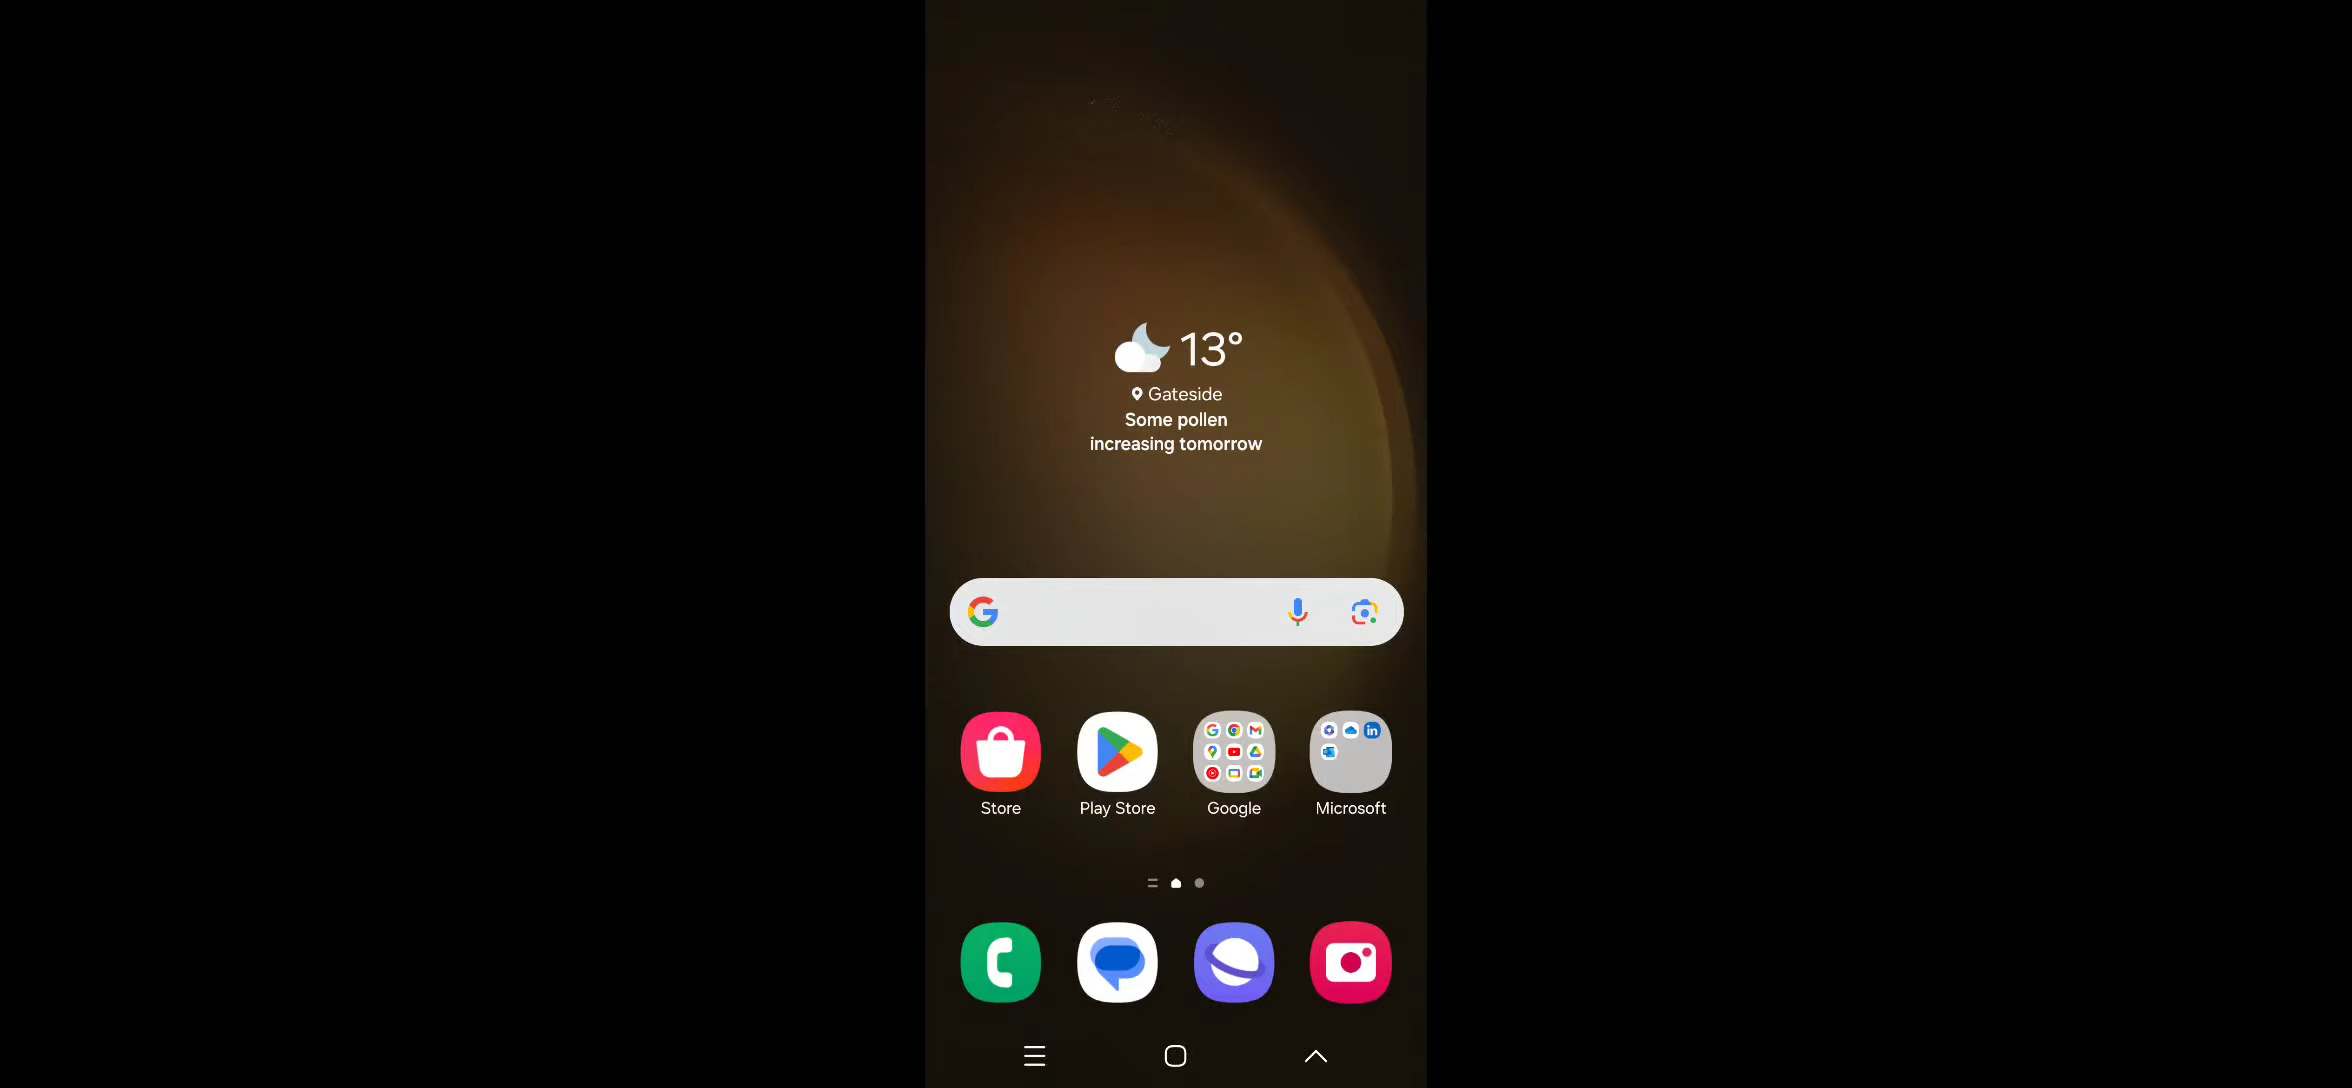 13°
Gateside
Some pollen
increasing tomorrow
Store
Play Store
Google
Microsoft